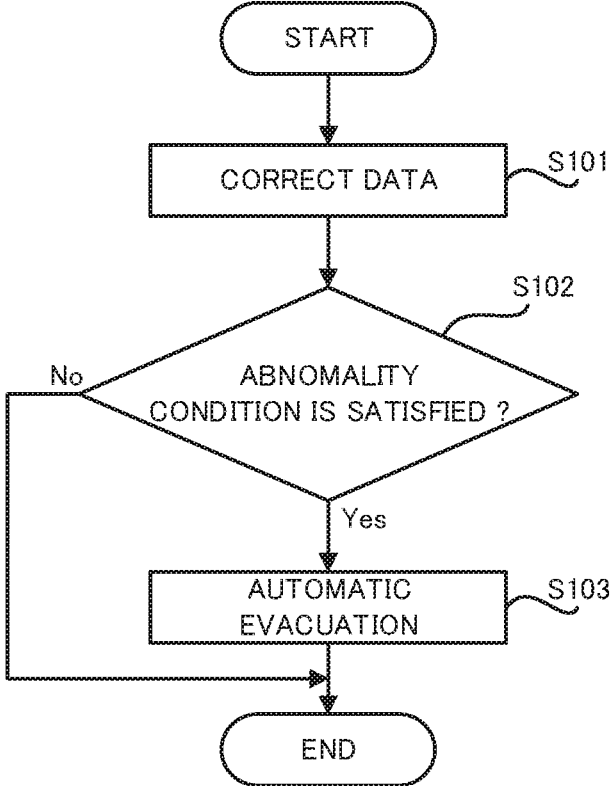 START
CORRECT DATA
S101
S102
No
ABNOMALITY
CONDITION IS SATISFIED ?
Yes
AUTOMATIC
EVACUATION
S103
END